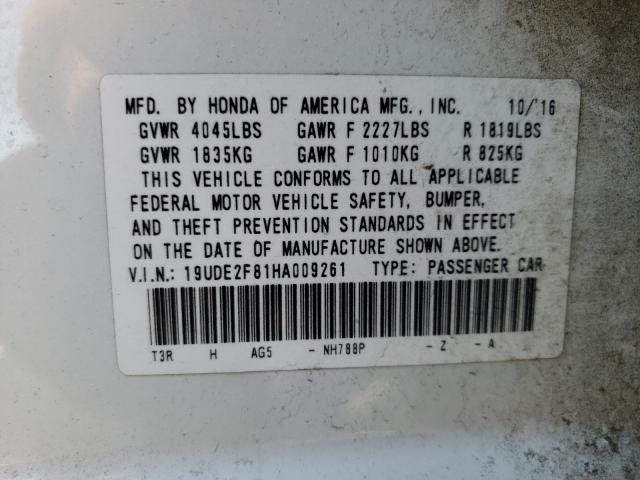 MFD. BY HONDA OF AMERICA MFG., INC. 10/'16
GVWR 4045LBS GAWR F 2227LBS R 1819LBS
GVWR 1835KG GAWR F 1010KG R 825KG
THIS VEHICLE CONFORMS TO ALL APPLICABLE
FEDERAL MOTOR VEHICLE SAFETY, BUMPER,
AND THEFT PREVENTION STANDARDS IN EFFECT
ON THE DATE OF MANUFACTURE SHOWN ABOVE.
V.I.N.: 19UDE2F81HA009261 TYPE: PASSENGER CAR
T3R H AG5 - NH788P - Z - A